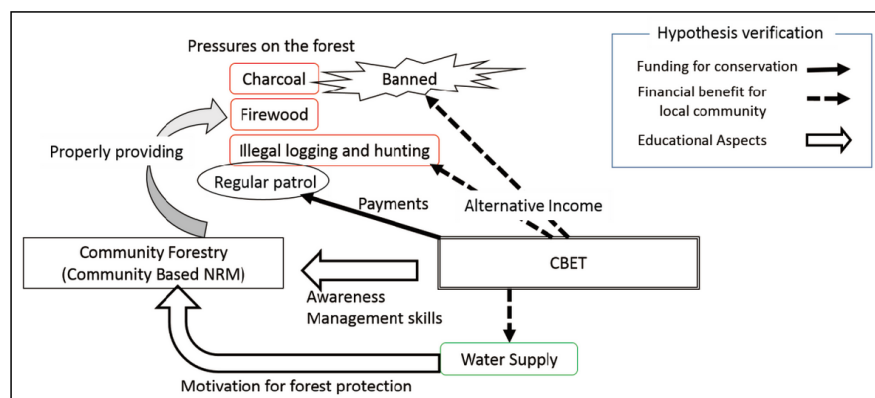 Pressures on the forest
Charcoal
Banned
Firewood
Properly providing
Illegal logging and hunting
Regular patrol
Payments
Alternative Income
Community Forestry
(Community Based NRM)
CBET
Awareness
Management skills
Water Supply
Motivation for forest protection
Hypothesis verification
Funding for conservation
Financial benefit for
local community
Educational Aspects